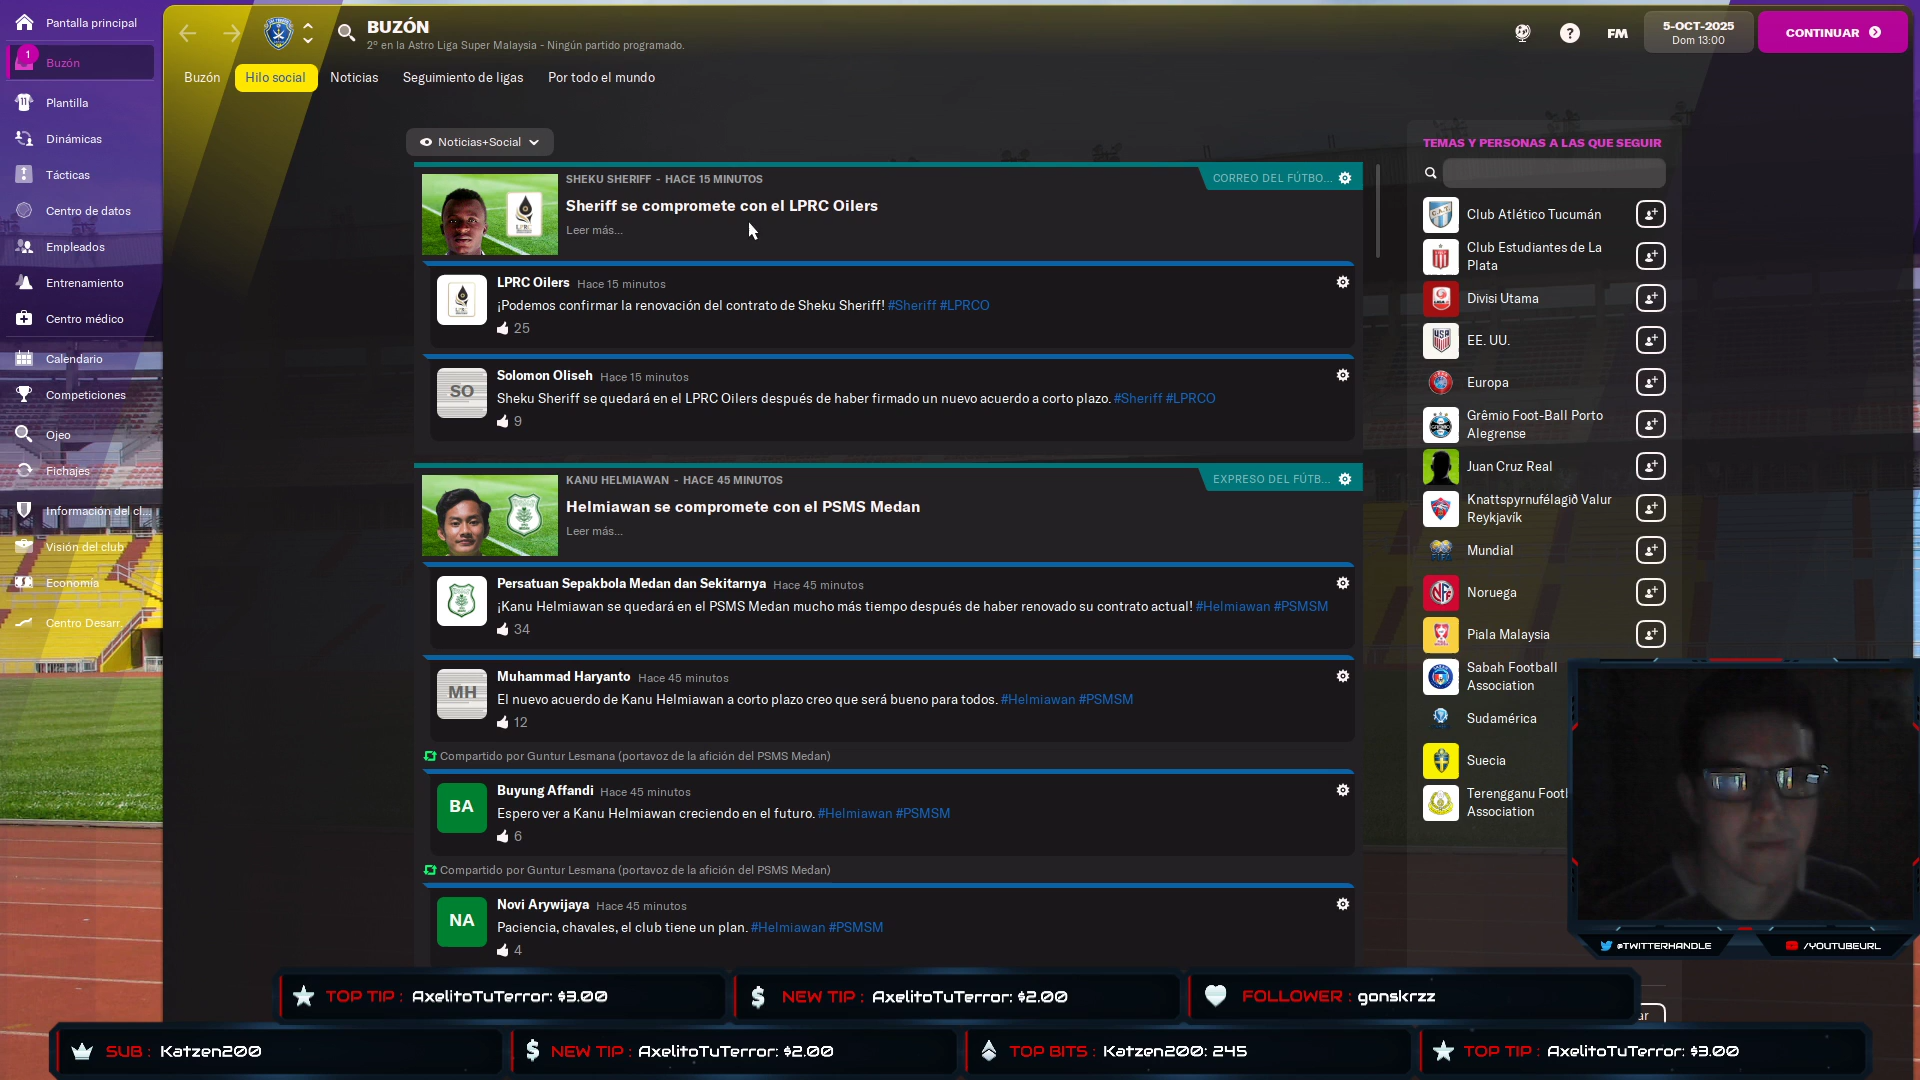 Pantalla principal
1
Buzón
Plantilla
Dinámicas
Tácticas
Centro de datos
Empleados
Entrenamiento
Centro médico
Calendario
Competiciones
Ojeo
Fichajes
Información del cl...
Visión del club
Economía
Centro Desarr.
BUZÓN
2º en la Astro Liga Super Malaysia - Ningún partido programado.
FM
5-OCT-2025
Dom 13:00
CONTINUAR
Buzón
Hilo social
Noticias
Seguimiento de ligas
Por todo el mundo
Noticias+Social
SHEKU SHERIFF - HACE 15 MINUTOS
CORREO DEL FÚTBO...
Sheriff se compromete con el LPRC Oilers
Leer más...
LPRC Oilers Hace 15 minutos
¡Podemos confirmar la renovación del contrato de Sheku Sheriff! #Sheriff #LPRCO
25
SO
Solomon Oliseh Hace 15 minutos
Sheku Sheriff se quedará en el LPRC Oilers después de haber firmado un nuevo acuerdo a corto plazo. #Sheriff #LPRCO
9
KANU HELMIAWAN - HACE 45 MINUTOS
EXPRESO DEL FÚTB...
Helmiawan se compromete con el PSMS Medan
Leer más...
Persatuan Sepakbola Medan dan Sekitarnya Hace 45 minutos
¡Kanu Helmiawan se quedará en el PSMS Medan mucho más tiempo después de haber renovado su contrato actual! #Helmiawan #PSMSM
34
MH
Muhammad Haryanto Hace 45 minutos
El nuevo acuerdo de Kanu Helmiawan a corto plazo creo que será bueno para todos. #Helmiawan #PSMSM
12
Compartido por Guntur Lesmana (portavoz de la afición del PSMS Medan)
BA
Buyung Affandi Hace 45 minutos
Espero ver a Kanu Helmiawan creciendo en el futuro. #Helmiawan #PSMSM
6
Compartido por Guntur Lesmana (portavoz de la afición del PSMS Medan)
NA
Novi Arywijaya Hace 45 minutos
Paciencia, chavales, el club tiene un plan. #Helmiawan #PSMSM
4
TEMAS Y PERSONAS A LAS QUE SEGUIR
Club Atlético Tucumán
Club Estudiantes de La
Plata
Divisi Utama
EE. UU.
Europa
Grêmio Foot-Ball Porto
Alegrense
Juan Cruz Real
Knattspyrnufélagið Valur
Reykjavík
Mundial
Noruega
Piala Malaysia
Sabah Football
Association
Sudamérica
Suecia
Terengganu Footl
Association
@TWITTERHANDLE
/YOUTUBEURL
TOP TIP : AxelitoTuTerror: $3.00
NEW TIP : AxelitoTuTerror: $2.00
FOLLOWER : gonskrzz
ar
SUB : Katzen200
NEW TIP : AxelitoTuTerror: $2.00
TOP BITS : Katzen200: 245
TOP TIP : AxelitoTuTerror: $3.00